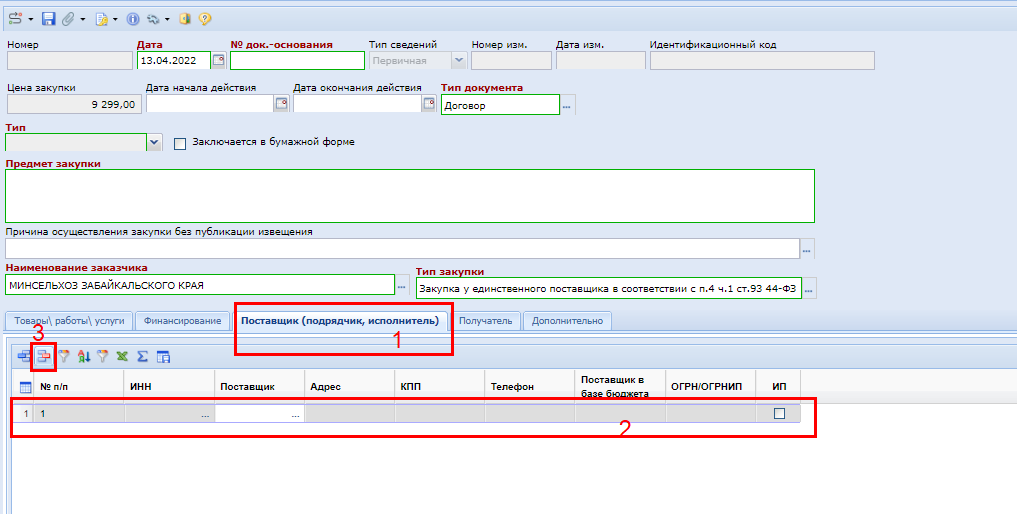 Номер Дата № док.-основания Тип сведений Номер изм. Дата изм. Идентификационный код
13.04.2022 Первичная
Цена закупки Дата начала действия Дата окончания действия Тип документа
9 299,00 Договор ...
Тип
Заключается в бумажной форме
Предмет закупки
Причина осуществления закупки без публикации извещения
...
Наименование заказчика Тип закупки
МИНСЕЛЬХОЗ ЗАБАЙКАЛЬСКОГО КРАЯ ... Закупка у единственного поставщика в соответствии с п.4 ч.1 ст.93 44-ФЗ ...
Товары\ работы\ услуги Финансирование Поставщик (подрядчик, исполнитель) Получатель Дополнительно
3 1
№ п/п ИНН Поставщик Адрес КПП Телефон Поставщик в базе бюджета ОГРН/ОГРНИП ИП
1 1 ... ...
2